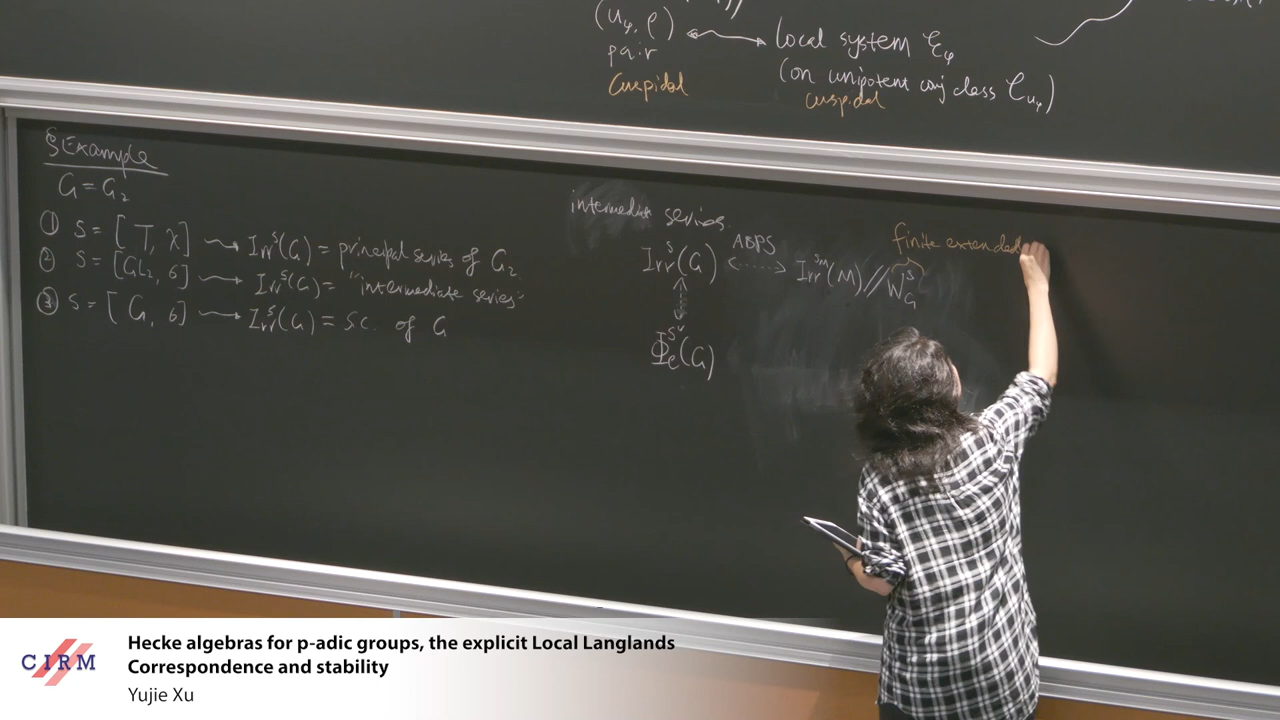 (u_φ, ρ) ⟷ local system ℰ_φ
pair (on unipotent conj class 𝒞_{u_φ})
cuspidal cuspidal
§ Example
G = G₂
① s = [T, χ] ⇝ Irr^s(G) = principal series of G₂
② s = [GL₂, σ] ⇝ Irr^s(G) = "intermediate series"
③ s = [G, σ] ⇝ Irr^s(G) = sc. of G
intermediate series
finite extended
Irr^s(G) ⟷ ABPS Irr^{s_M}(M) // W_G^s
↕
Φ_e^{s^∨}(G)
CIRM
Hecke algebras for p-adic groups, the explicit Local Langlands
Correspondence and stability
Yujie Xu